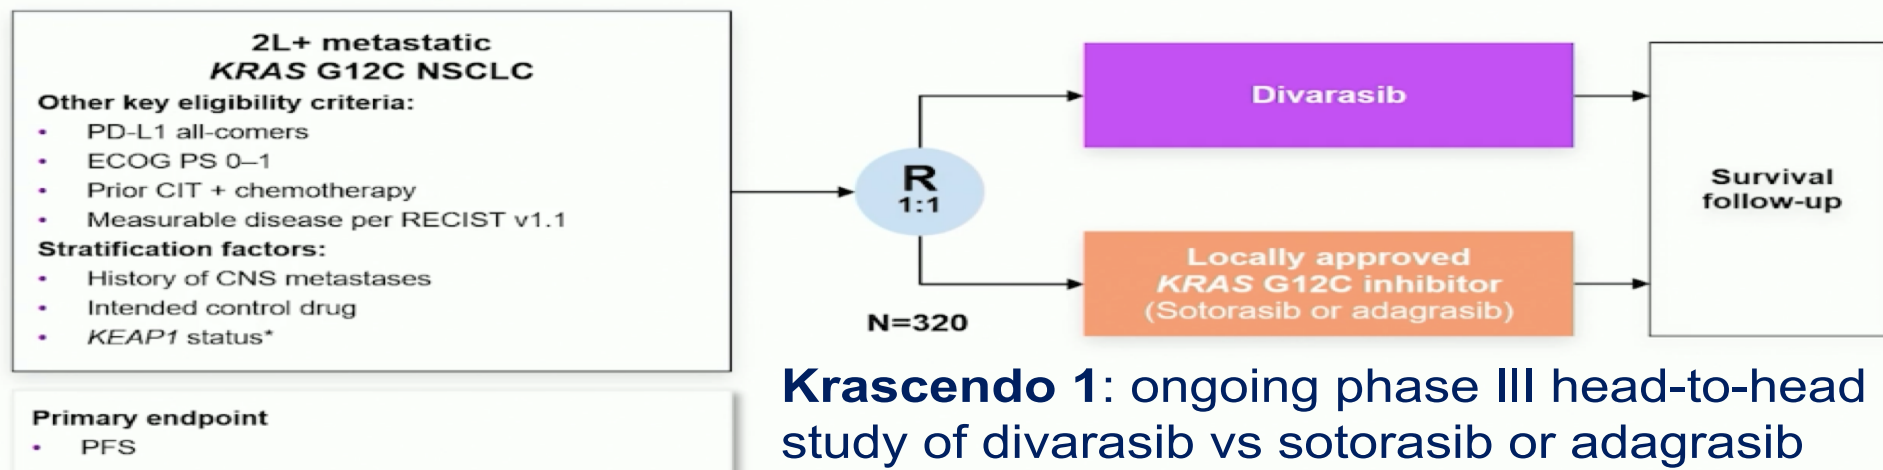 2L+ metastatic
KRAS G12C NSCLC
Other key eligibility criteria:
• PD-L1 all-comers
• ECOG PS 0–1
• Prior CIT + chemotherapy
• Measurable disease per RECIST v1.1
Stratification factors:
• History of CNS metastases
• Intended control drug
• KEAP1 status*
Primary endpoint
• PFS
R
1:1
N=320
Divarasib
Locally approved
KRAS G12C inhibitor
(Sotorasib or adagrasib)
Survival
follow-up
Krascendo 1: ongoing phase III head-to-head
study of divarasib vs sotorasib or adagrasib